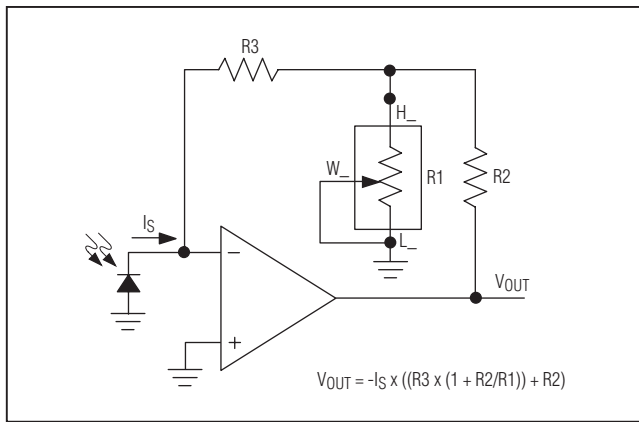 R3
H_
W_
R1
R2
IS
L_
−
+
VOUT
VOUT = -IS x ((R3 x (1 + R2/R1)) + R2)